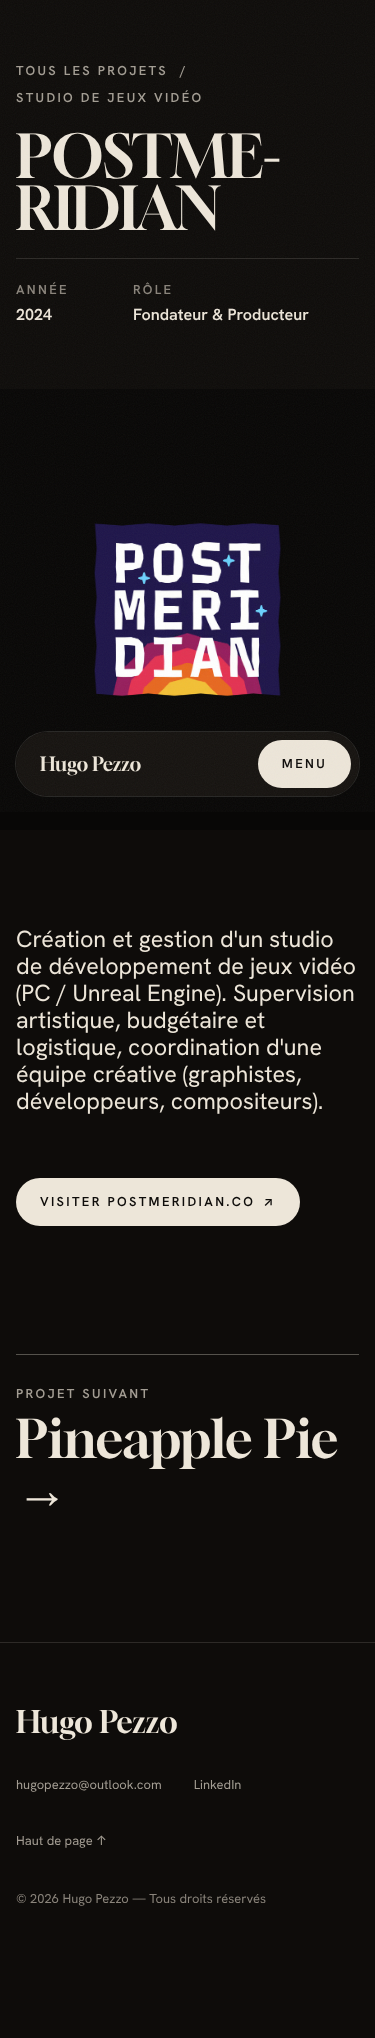 TOUS LES PROJETS /
STUDIO DE JEUX VIDÉO
POSTME-
RIDIAN
ANNÉE
2024
RÔLE
Fondateur & Producteur
POST
MERI
DIAN
Hugo Pezzo
MENU
Création et gestion d'un studio
de développement de jeux vidéo
(PC / Unreal Engine). Supervision
artistique, budgétaire et
logistique, coordination d'une
équipe créative (graphistes,
développeurs, compositeurs).
VISITER POSTMERIDIAN.CO ↗
PROJET SUIVANT
Pineapple Pie
→
Hugo Pezzo
hugopezzo@outlook.com
LinkedIn
Haut de page ↑
© 2026 Hugo Pezzo — Tous droits réservés